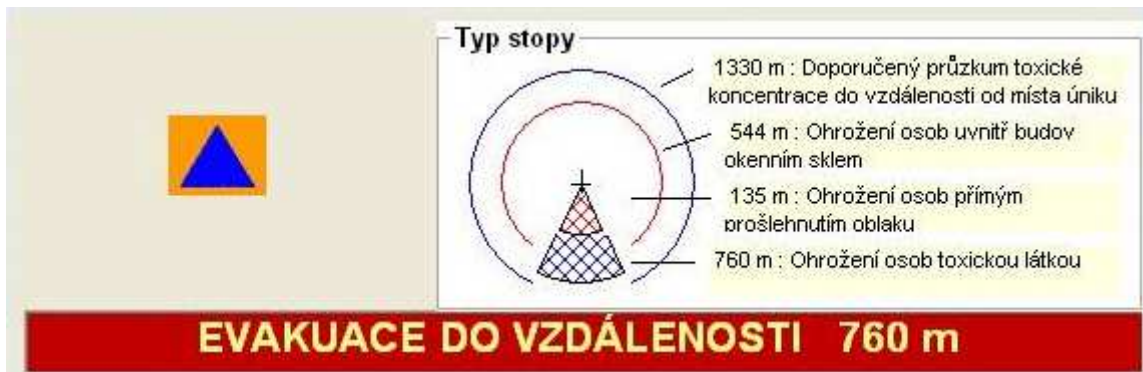 Typ stopy
1330 m : Doporučený průzkum toxické
koncentrace do vzdálenosti od místa úniku
544 m : Ohrožení osob uvnitř budov
okenním sklem
135 m : Ohrožení osob přímým
prošlehnutím oblaku
760 m : Ohrožení osob toxickou látkou
EVAKUACE DO VZDÁLENOSTI 760 m